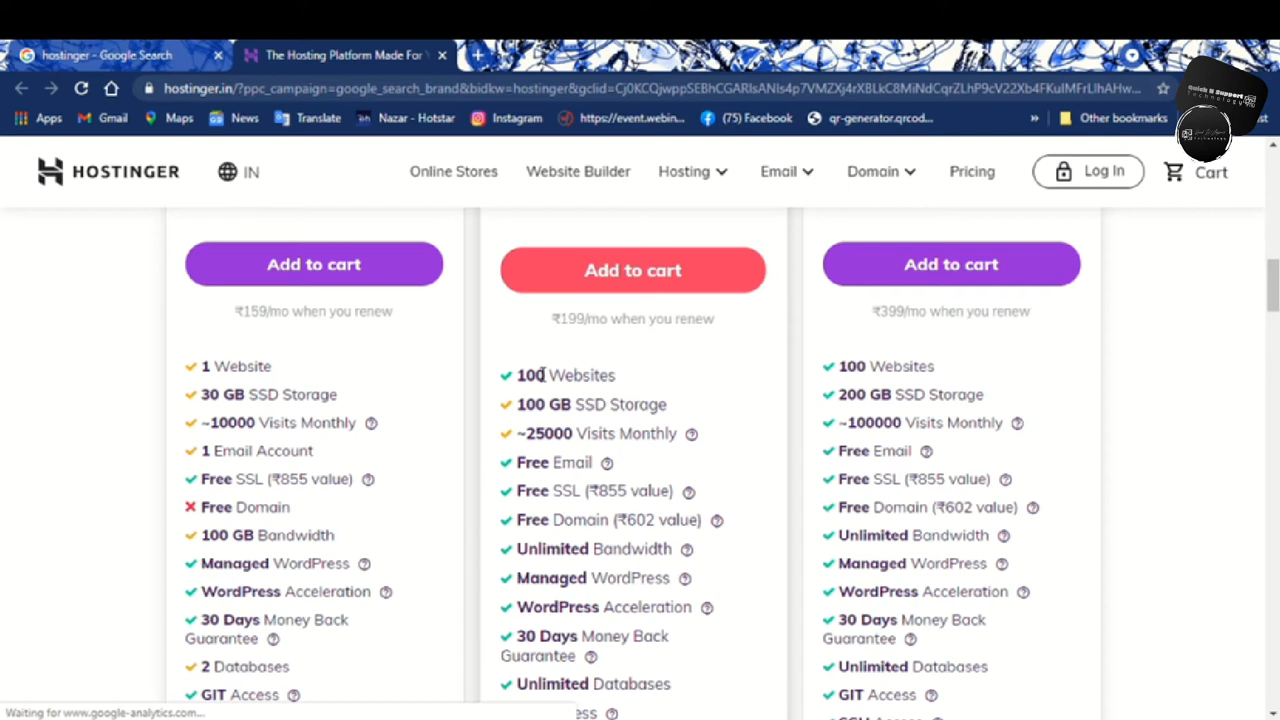 hostinger - Google Search
The Hosting Platform Made For
hostinger.in/?ppc_campaign=google_search_brand&bidkw=hostinger&gclid=Cj0KCQjwppSEBhCGARIsANIs4p7VMZXj4rXBLkC8MiNdCqrZLhP9cV22Xb4FKuIMFrLlhAHw...
Apps
Gmail
Maps
News
Translate
Nazar - Hotstar
Instagram
https://event.webin...
(75) Facebook
qr-generator.qrcod...
»
Other bookmarks
Quick & Support
Technology
HOSTINGER
IN
Online Stores
Website Builder
Hosting
Email
Domain
Pricing
Log In
Cart
Add to cart
₹159/mo when you renew
1 Website
30 GB SSD Storage
~10000 Visits Monthly
1 Email Account
Free SSL (₹855 value)
Free Domain
100 GB Bandwidth
Managed WordPress
WordPress Acceleration
30 Days Money Back
Guarantee
2 Databases
GIT Access
Add to cart
₹199/mo when you renew
100 Websites
100 GB SSD Storage
~25000 Visits Monthly
Free Email
Free SSL (₹855 value)
Free Domain (₹602 value)
Unlimited Bandwidth
Managed WordPress
WordPress Acceleration
30 Days Money Back
Guarantee
Unlimited Databases
Add to cart
₹399/mo when you renew
100 Websites
200 GB SSD Storage
~100000 Visits Monthly
Free Email
Free SSL (₹855 value)
Free Domain (₹602 value)
Unlimited Bandwidth
Managed WordPress
WordPress Acceleration
30 Days Money Back
Guarantee
Unlimited Databases
GIT Access
Waiting for www.google-analytics.com...